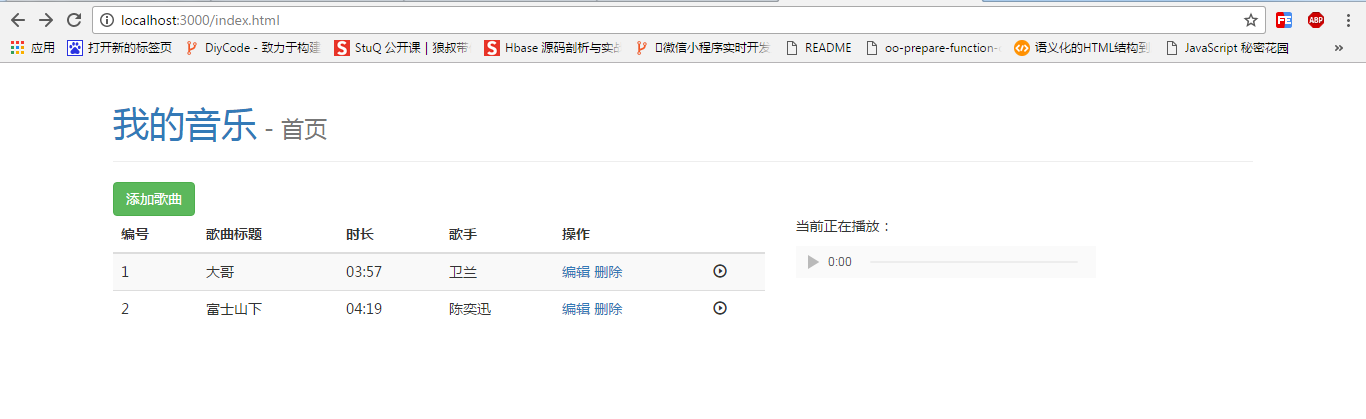 localhost:3000/index.html
应用 打开新的标签页 DiyCode - 致力于构建 StuQ 公开课 | 狼叔带 Hbase 源码剖析与实战 微信小程序实时开发 README oo-prepare-function- 语义化的HTML结构到 JavaScript 秘密花园 »
我的音乐 - 首页
添加歌曲
编号 歌曲标题 时长 歌手 操作
1 大哥 03:57 卫兰 编辑 删除
2 富士山下 04:19 陈奕迅 编辑 删除
当前正在播放：
0:00